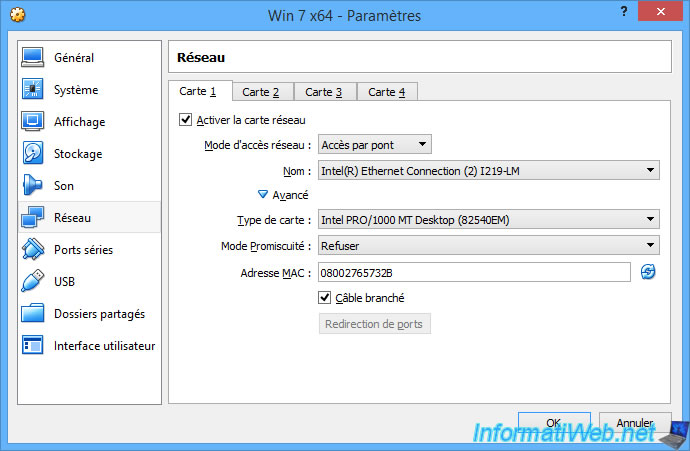 Win 7 x64 - Paramètres
?
Général
Système
Affichage
Stockage
Son
Réseau
Ports séries
USB
Dossiers partagés
Interface utilisateur
Réseau
Carte 1 Carte 2 Carte 3 Carte 4
Activer la carte réseau
Mode d'accès réseau : Accès par pont
Nom : Intel(R) Ethernet Connection (2) I219-LM
Avancé
Type de carte : Intel PRO/1000 MT Desktop (82540EM)
Mode Promiscuité : Refuser
Adresse MAC : 08002765732B
Câble branché
Redirection de ports
OK Annuler
InformatiWeb.net